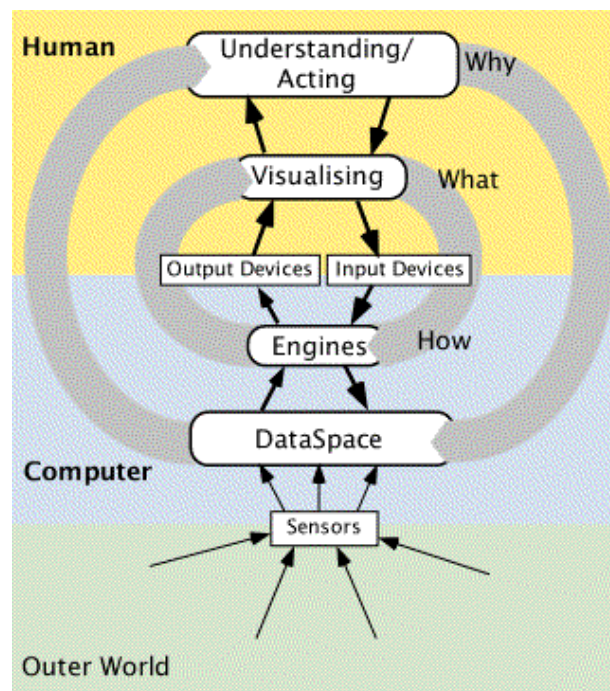 Human
Understanding/
Acting
Why
Visualising
What
Output Devices
Input Devices
Engines
How
DataSpace
Computer
Sensors
Outer World